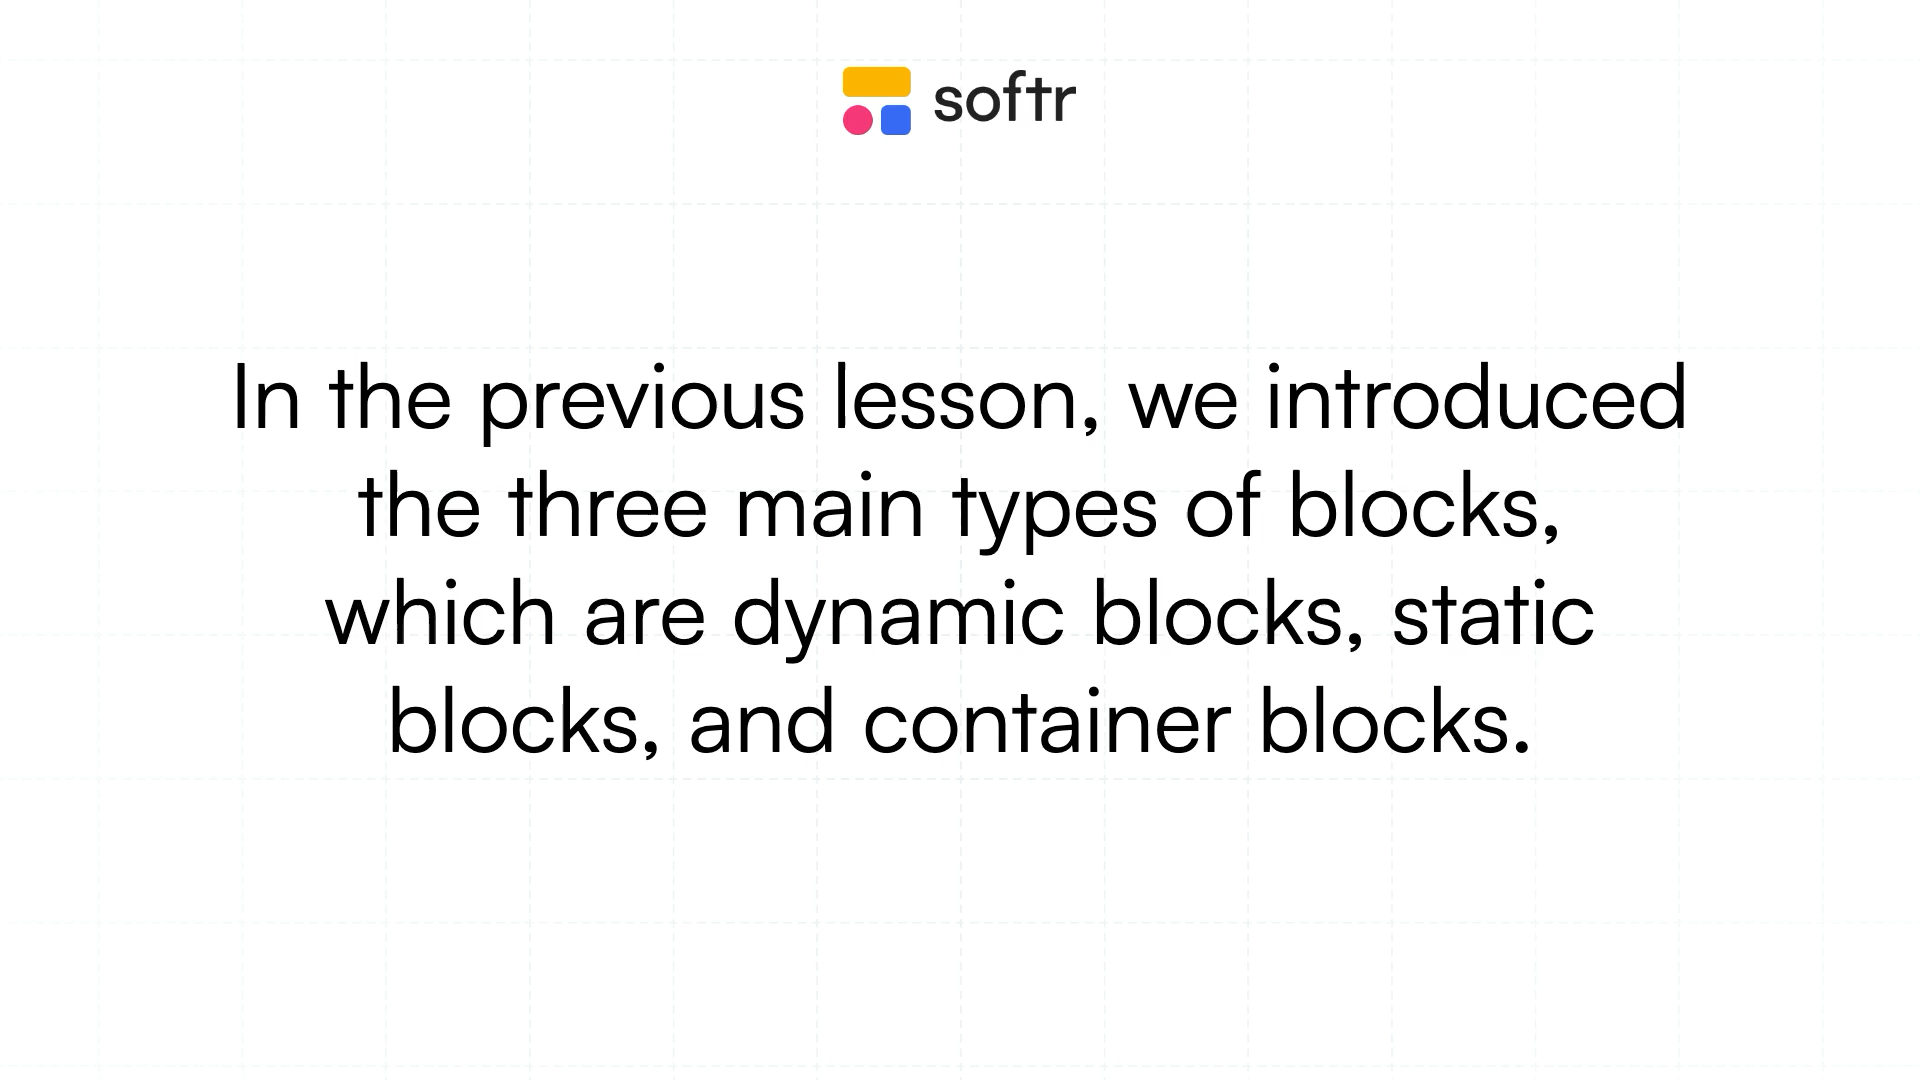 softr
In the previous lesson, we introduced
the three main types of blocks,
which are dynamic blocks, static
blocks, and container blocks.